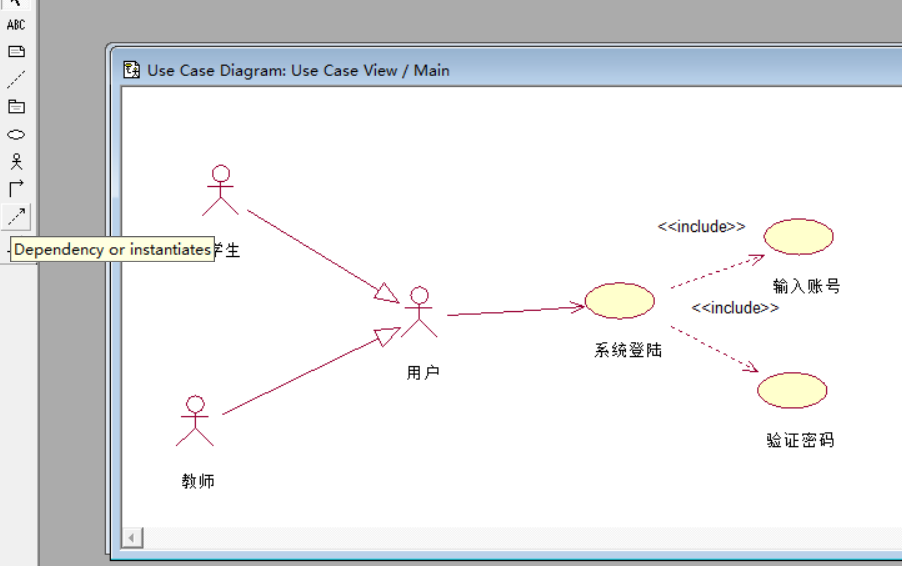 ABC
Use Case Diagram: Use Case View / Main
<<include>>
Dependency or instantiates
学生
输入账号
<<include>>
系统登陆
用户
验证密码
教师